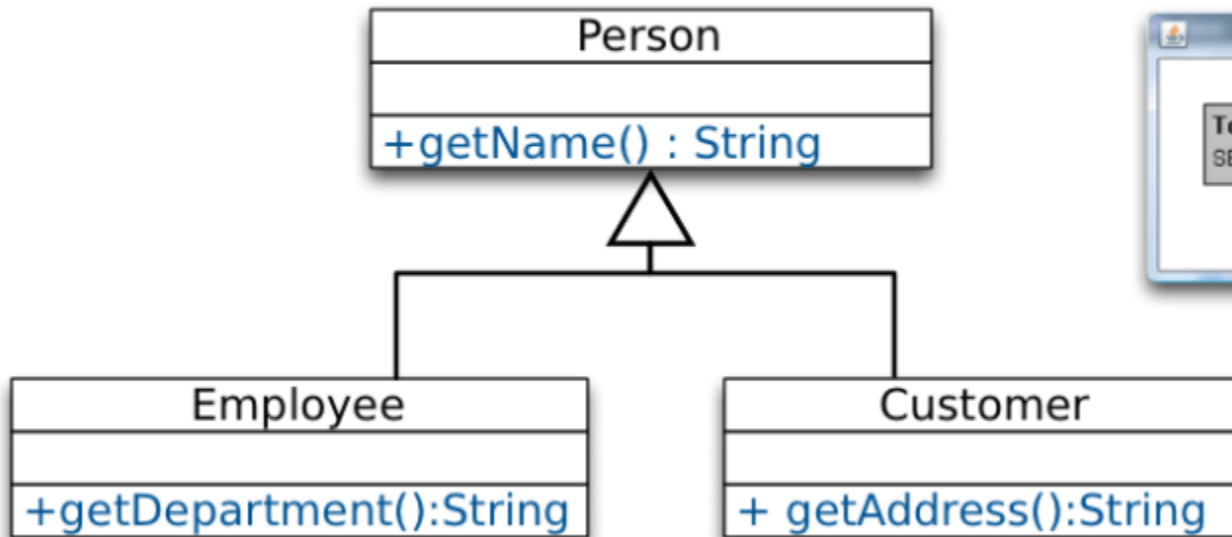 Person
+getName() : String
Employee
+getDepartment():String
Customer
+ getAddress():String